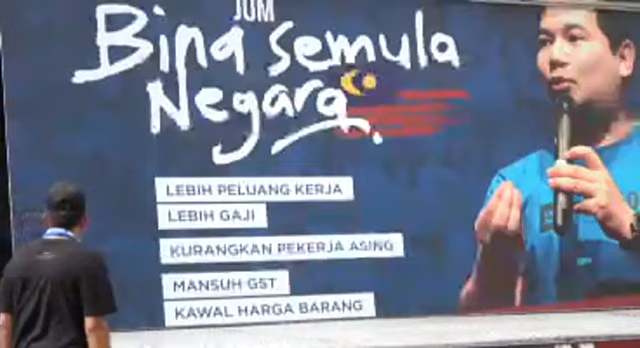 JOM
Bina semula
Negara.
LEBIH PELUANG KERJA
LEBIH GAJI
KURANGKAN PEKERJA ASING
MANSUH GST
KAWAL HARGA BARANG